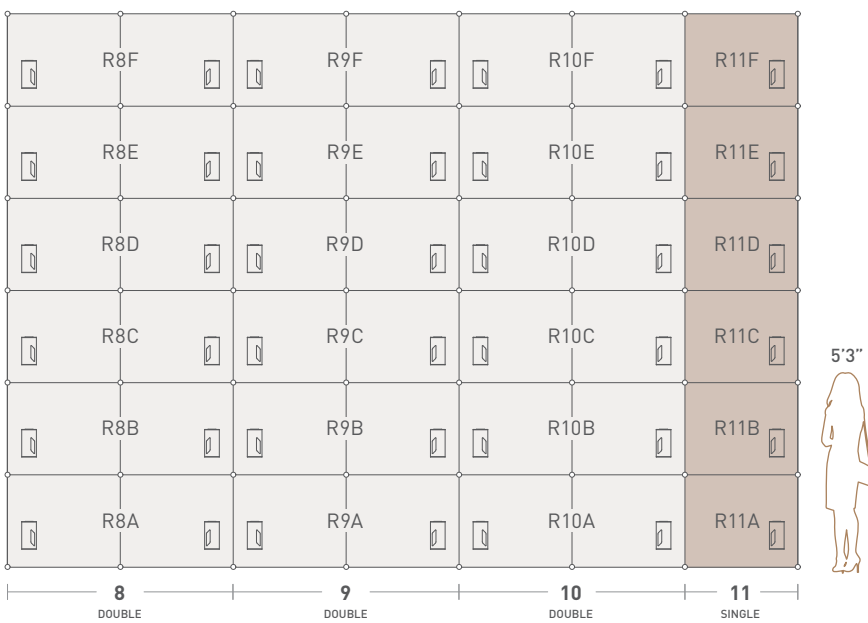 R8F R9F R10F R11F
R8E R9E R10E R11E
R8D R9D R10D R11D
R8C R9C R10C R11C
5'3”
R8B R9B R10B R11B
R8A R9A R10A R11A
8 9 10 11
DOUBLE DOUBLE DOUBLE SINGLE